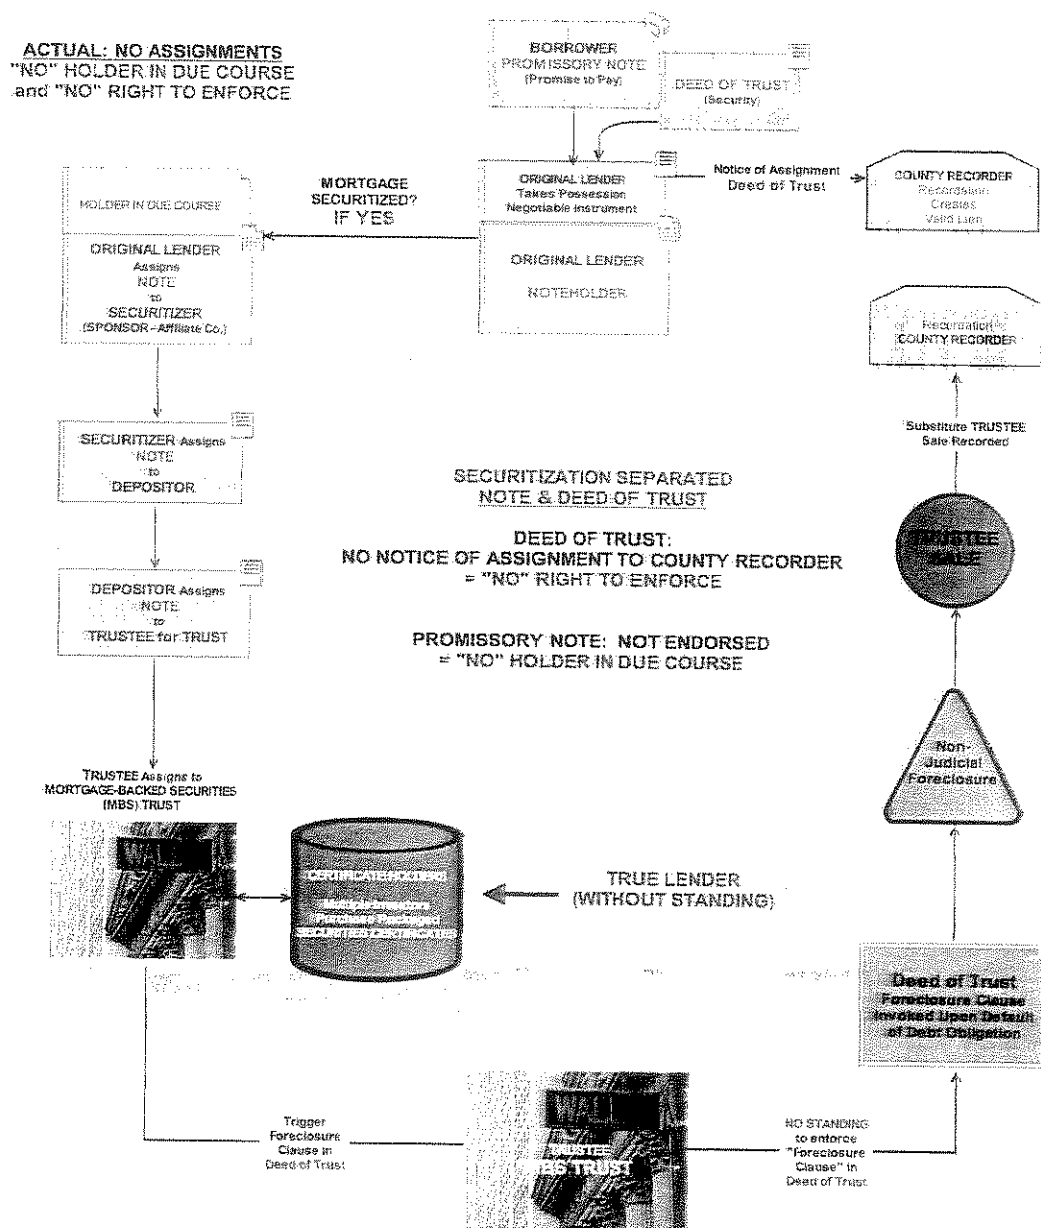 ACTUAL: NO ASSIGNMENTS
"NO" HOLDER IN DUE COURSE
and "NO" RIGHT TO ENFORCE
BORROWER
PROMISSORY NOTE
(Promise to Pay)
DEED OF TRUST
(Security)
ORIGINAL LENDER
Takes Possession
Negotiable Instrument
Notice of Assignment
Deed of Trust
COUNTY RECORDER
Recordation
Creates
Valid Lien
MORTGAGE
SECURITIZED?
IF YES
HOLDER IN DUE COURSE
ORIGINAL LENDER
Assigns
NOTE
to
SECURITIZER
(SPONSOR - Affiliate Co.)
ORIGINAL LENDER
NOTEHOLDER
Recordation
COUNTY RECORDER
Substitute TRUSTEE
Sale Recorded
SECURITIZER Assigns
NOTE
to
DEPOSITOR
SECURITIZATION SEPARATED
NOTE & DEED OF TRUST
DEED OF TRUST:
NO NOTICE OF ASSIGNMENT TO COUNTY RECORDER
= "NO" RIGHT TO ENFORCE
TRUSTEE
SALE
DEPOSITOR Assigns
NOTE
to
TRUSTEE for TRUST
PROMISSORY NOTE: NOT ENDORSED
= "NO" HOLDER IN DUE COURSE
Non-
Judicial
Foreclosure
TRUSTEE Assigns to
MORTGAGE-BACKED SECURITIES
(MBS) TRUST
CERTIFICATE HOLDERS
SECURITIES CERTIFICATES
TRUE LENDER
(WITHOUT STANDING)
Deed of Trust
Foreclosure Clause
Invoked Upon Default
of Debt Obligation
Trigger
Foreclosure
Clause in
Deed of Trust
TRUSTEE
MBS TRUST
NO STANDING
to enforce
"Foreclosure
Clause" in
Deed of Trust